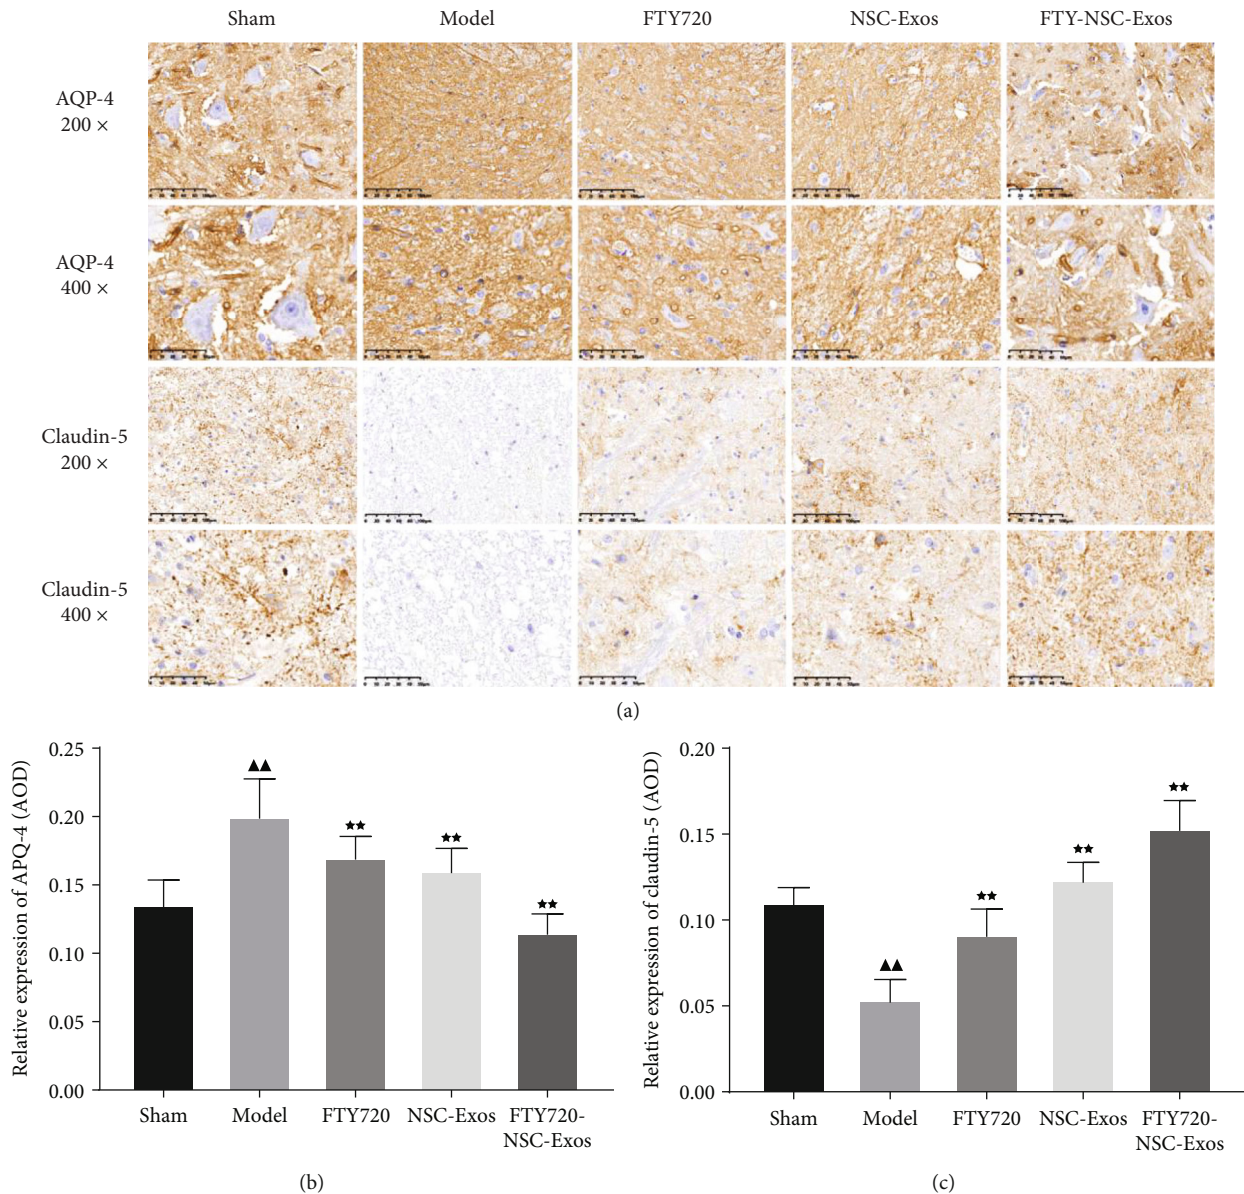 Sham Model FTY720 NSC-Exos FTY-NSC-Exos
AQP-4
200 ×
AQP-4
400 ×
Claudin-5
200 ×
Claudin-5
400 ×
(a)
Relative expression of APQ-4 (AOD)
0.25
0.20
0.15
0.10
0.05
0.00
▲▲
★★
★★
★★
Sham Model FTY720 NSC-Exos FTY720-
NSC-Exos
(b)
Relative expression of claudin-5 (AOD)
0.20
0.15
0.10
0.05
0.00
▲▲
★★
★★
★★
Sham Model FTY720 NSC-Exos FTY720-
NSC-Exos
(c)